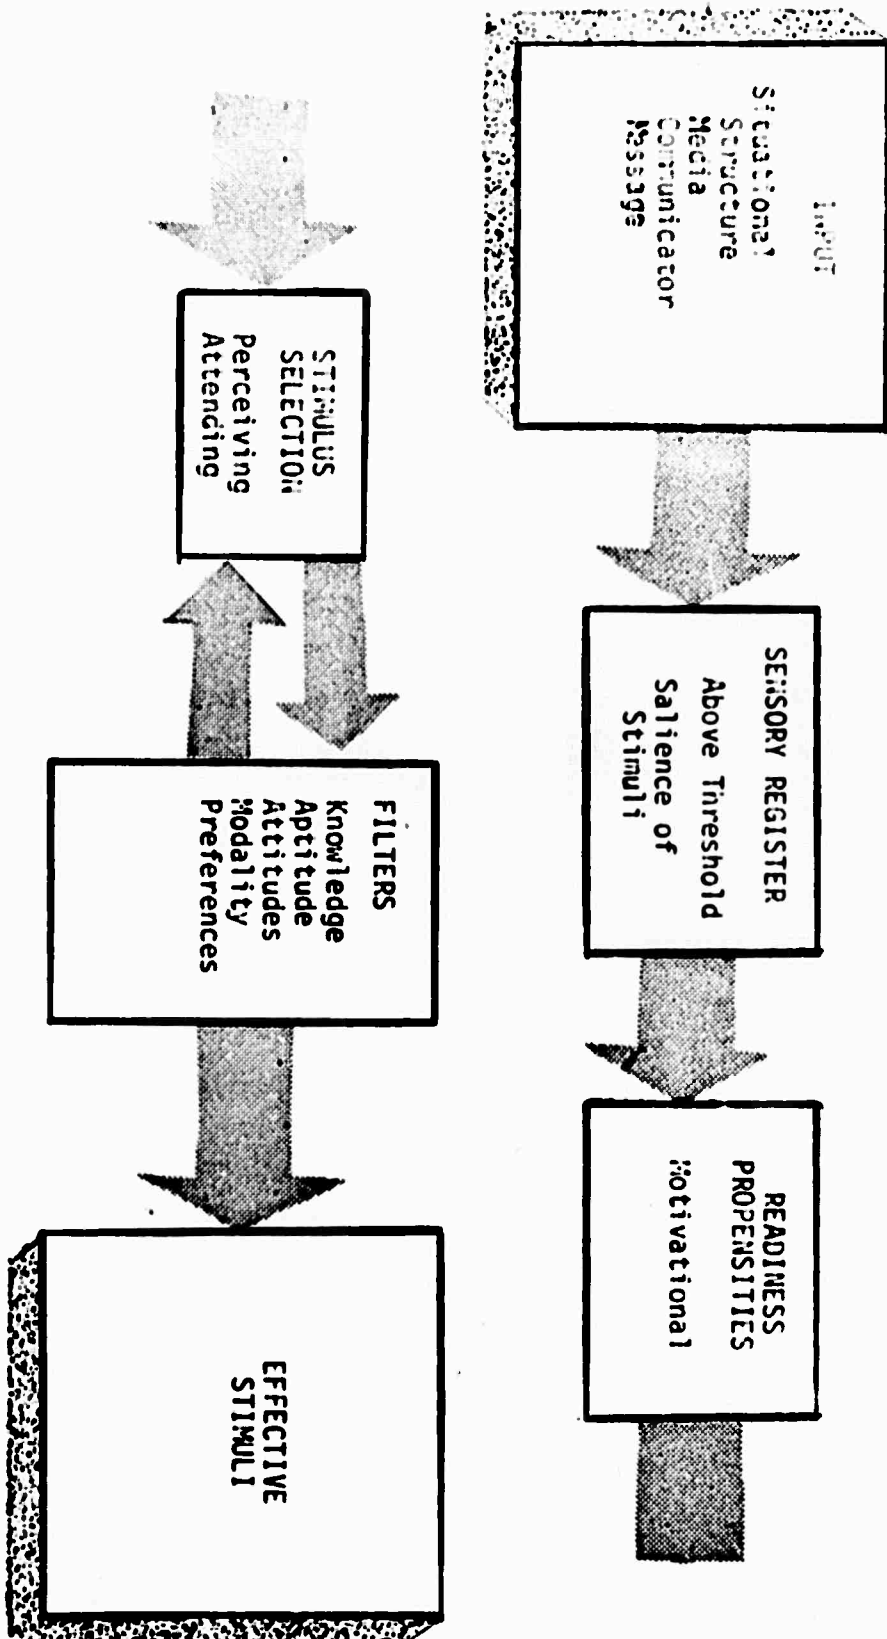 INPUT
Situational
Structure
Media
Communicator
Message
SENSORY REGISTER
Above Threshold
Salience of
Stimuli
READINESS
PROPENSITIES
Motivational
STIMULUS
SELECTION
Perceiving
Attending
FILTERS
Knowledge
Aptitude
Attitudes
Modality
Preferences
EFFECTIVE
STIMULI